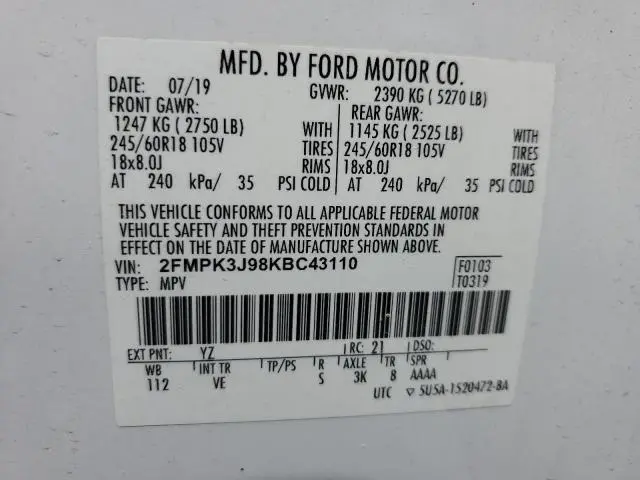 MFD. BY FORD MOTOR CO.
DATE: 07/19 GVWR: 2390 KG ( 5270 LB)
FRONT GAWR: REAR GAWR:
1247 KG ( 2750 LB) WITH 1145 KG ( 2525 LB) WITH
245/60R18 105V TIRES 245/60R18 105V TIRES
18x8.0J RIMS 18x8.0J RIMS
AT 240 kPa/ 35 PSI COLD AT 240 kPa/ 35 PSI COLD
THIS VEHICLE CONFORMS TO ALL APPLICABLE FEDERAL MOTOR
VEHICLE SAFETY AND THEFT PREVENTION STANDARDS IN
EFFECT ON THE DATE OF MANUFACTURE SHOWN ABOVE.
VIN: 2FMPK3J98KBC43110 F0103
TYPE: MPV T0319
EXT PNT: YZ RC: 21 DSO:
WB INT TR TP/PS R AXLE TR SPR
112 VE S 3K 8 AAAA
UTC ▽ 5U5A-1520472-BA